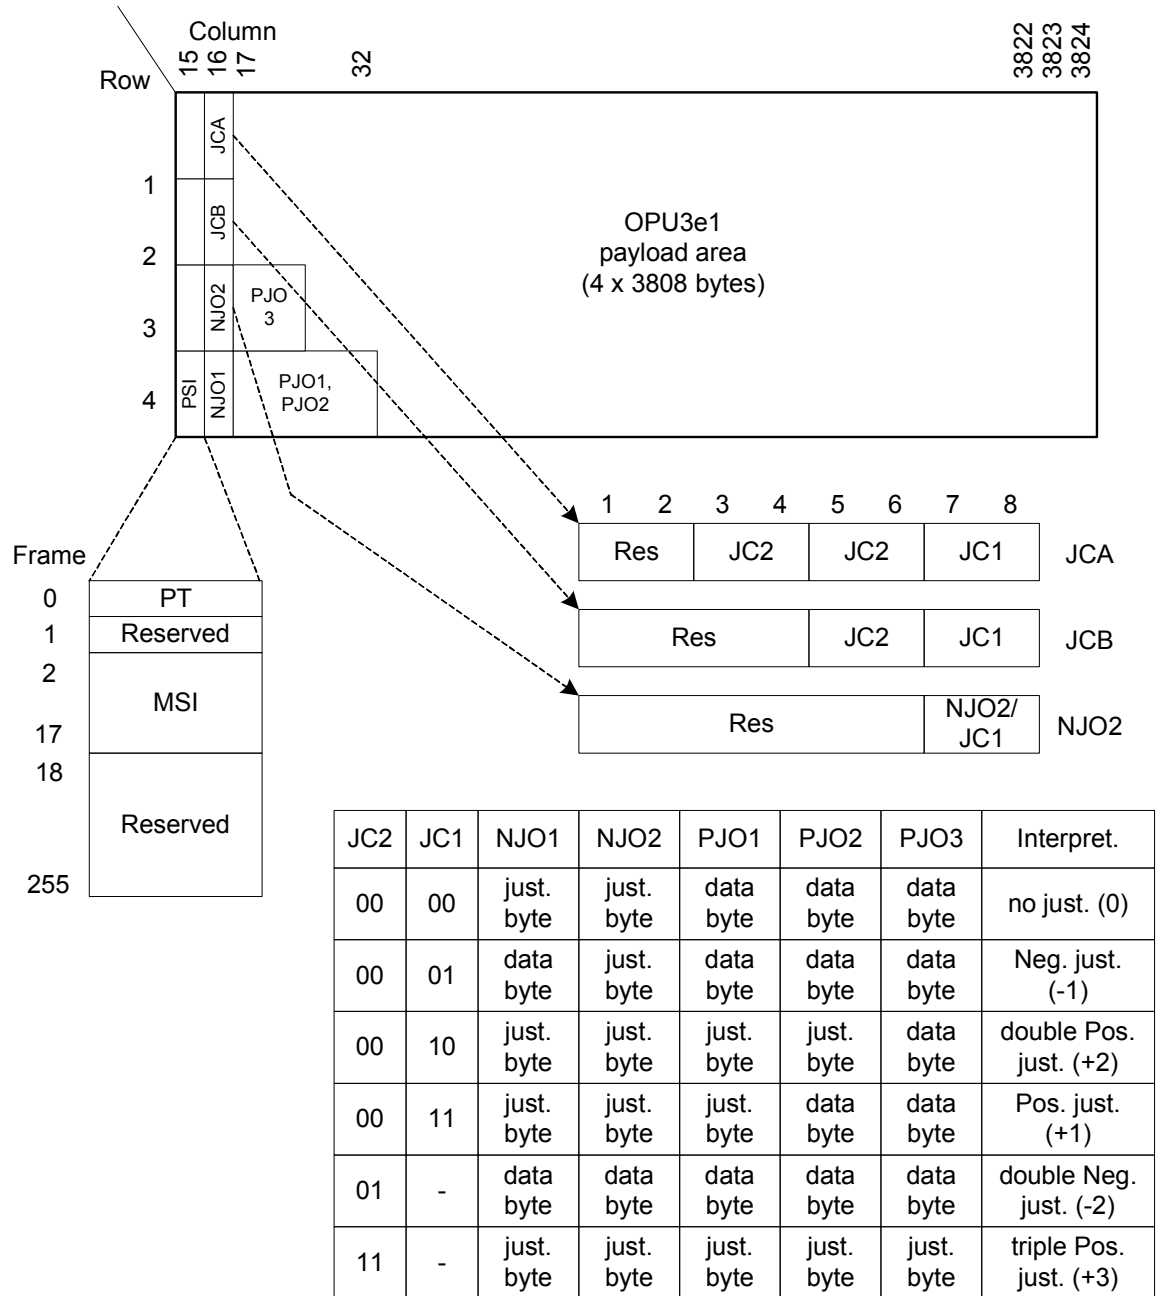 Column
Row
15 16 17 32 3822 3823 3824
1
2
3
4
JCA
JCB
NJO2
PJO
3
PSI
NJO1
PJO1,
PJO2
OPU3e1
payload area
(4 x 3808 bytes)
1 2 3 4 5 6 7 8
Res JC2 JC2 JC1 JCA
Res JC2 JC1 JCB
Res NJO2/
JC1 NJO2
Frame
0 PT
1 Reserved
2
MSI
17
18
Reserved
255
JC2 JC1 NJO1 NJO2 PJO1 PJO2 PJO3 Interpret.
00 00 just. byte just. byte data byte data byte data byte no just. (0)
00 01 data byte just. byte data byte data byte data byte Neg. just. (-1)
00 10 just. byte just. byte just. byte just. byte data byte double Pos. just. (+2)
00 11 just. byte just. byte just. byte data byte data byte Pos. just. (+1)
01 - data byte data byte data byte data byte data byte double Neg. just. (-2)
11 - just. byte just. byte just. byte just. byte just. byte triple Pos. just. (+3)